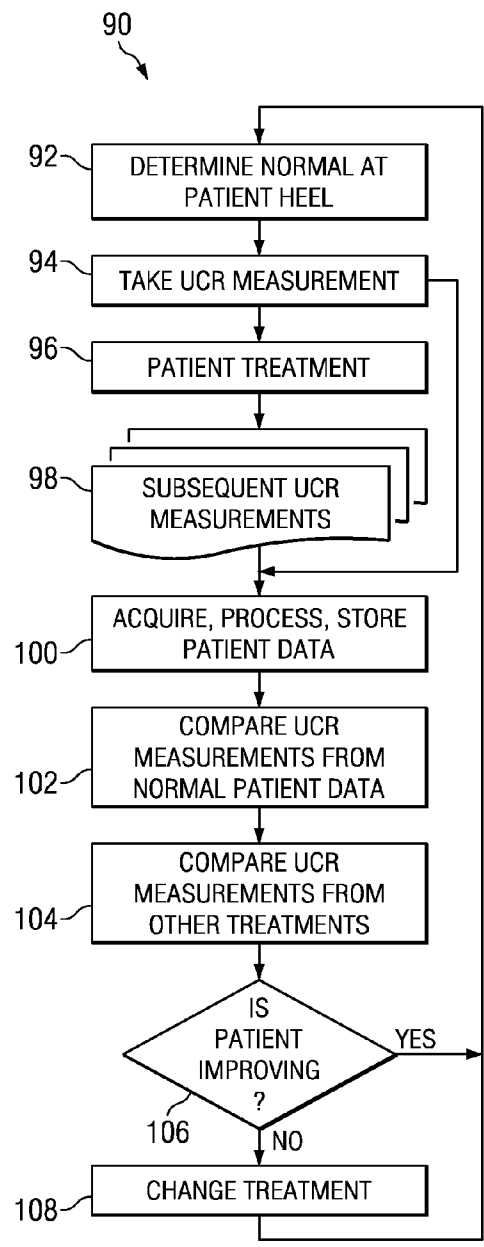 90
92
DETERMINE NORMAL AT
PATIENT HEEL
94
TAKE UCR MEASUREMENT
96
PATIENT TREATMENT
98
SUBSEQUENT UCR
MEASUREMENTS
100
ACQUIRE, PROCESS, STORE
PATIENT DATA
102
COMPARE UCR
MEASUREMENTS FROM
NORMAL PATIENT DATA
104
COMPARE UCR
MEASUREMENTS FROM
OTHER TREATMENTS
IS
PATIENT
IMPROVING
?
YES
106
NO
108
CHANGE TREATMENT